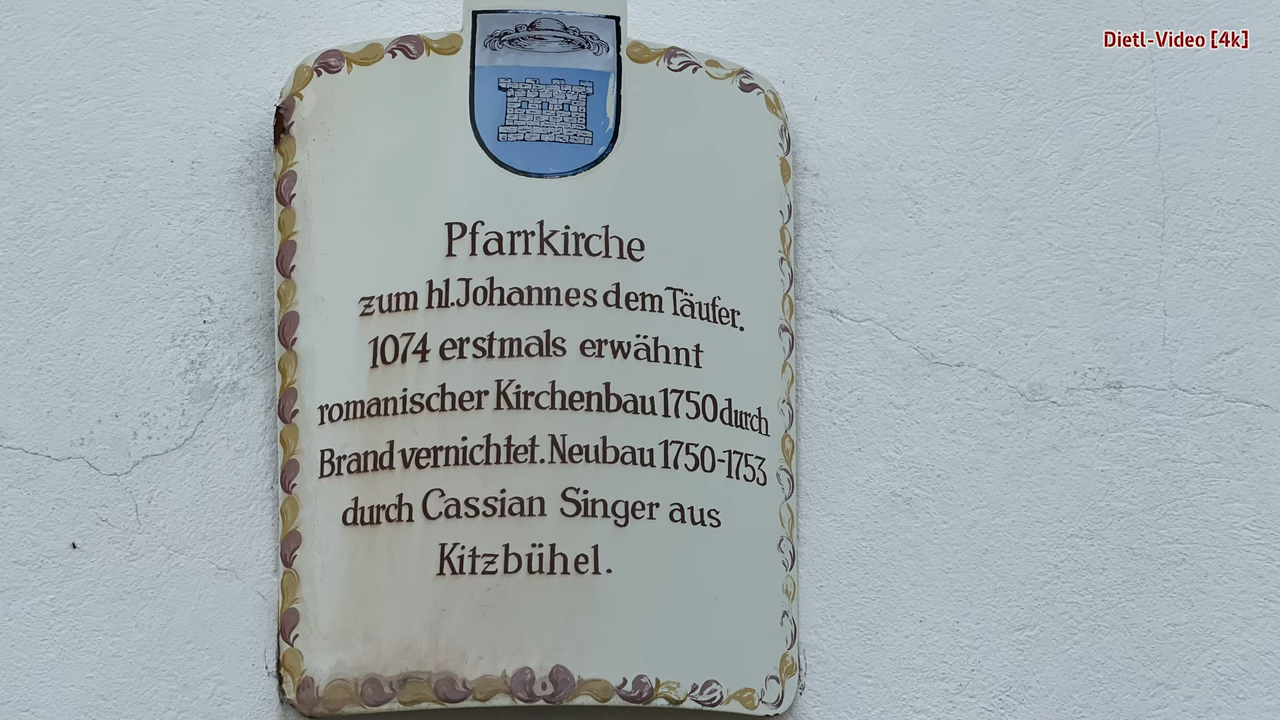 Dietl-Video [4k]
Pfarrkirche
zum hl.Johannes dem Täufer.
1074 erstmals erwähnt
romanischer Kirchenbau 1750 durch
Brand vernichtet. Neubau 1750-1753
durch Cassian Singer aus
Kitzbühel.